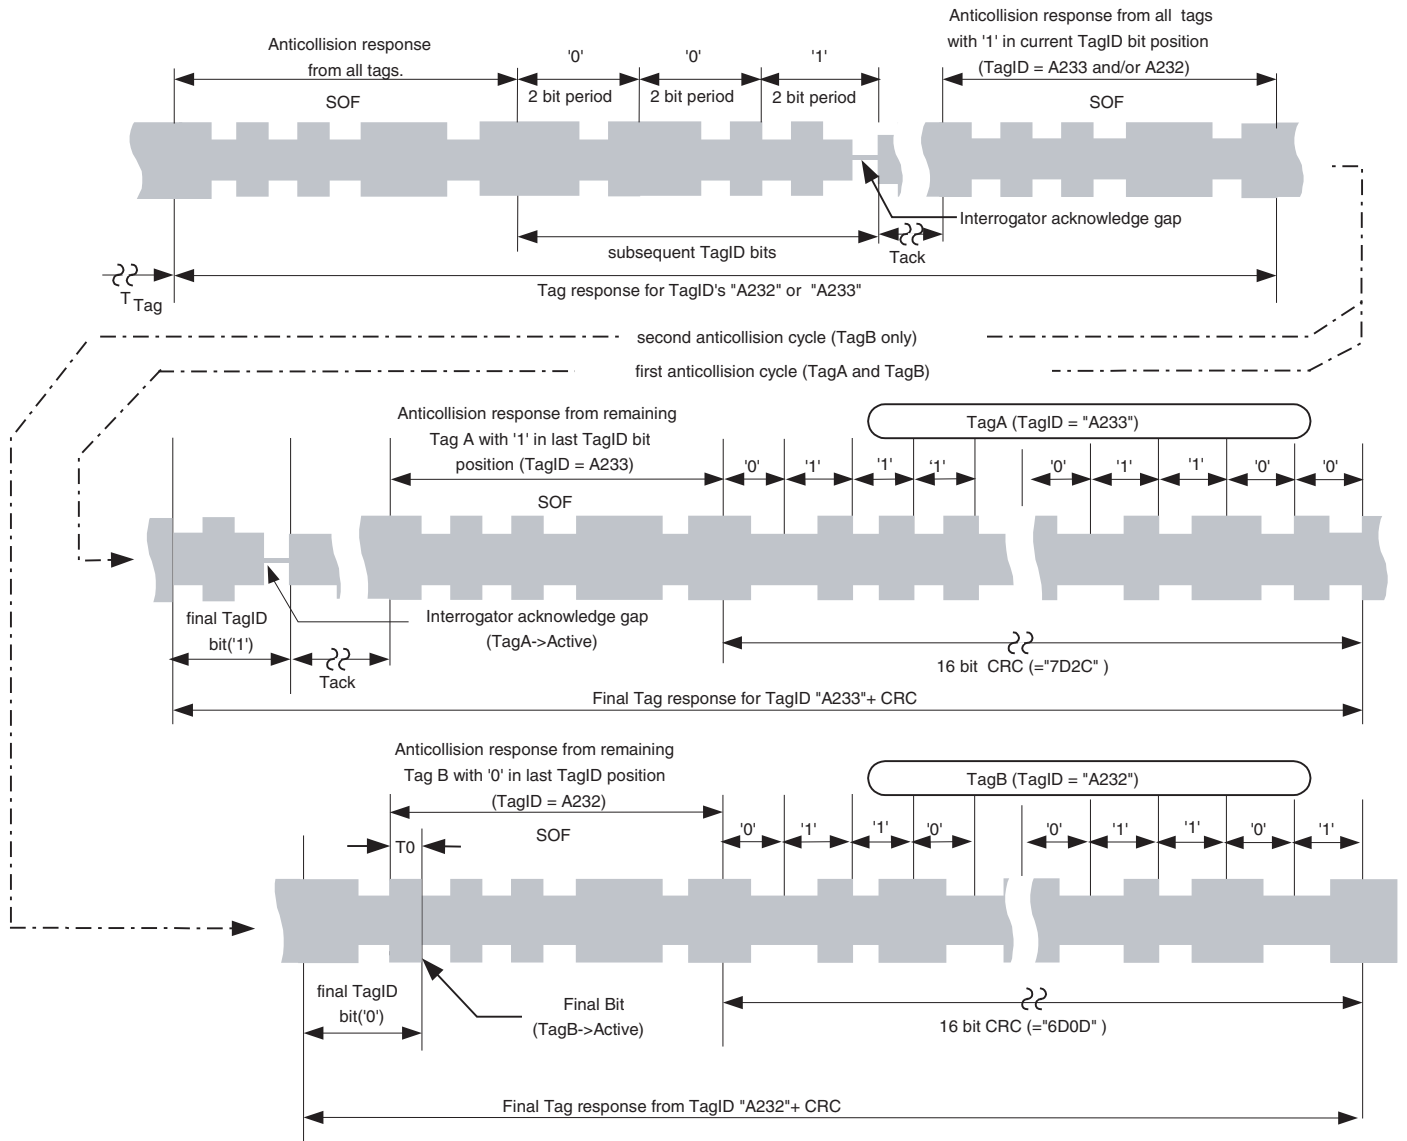 Anticollision response
from all tags.
SOF
'0'
2 bit period
'0'
2 bit period
'1'
2 bit period
Anticollision response from all tags
with '1' in current TagID bit position
(TagID = A233 and/or A232)
SOF
Interrogator acknowledge gap
subsequent TagID bits
Tack
T Tag
Tag response for TagID's "A232" or "A233"
second anticollision cycle (TagB only)
first anticollision cycle (TagA and TagB)
Anticollision response from remaining
Tag A with '1' in last TagID bit
position (TagID = A233)
SOF
TagA (TagID = "A233")
'0' '1' '1' '1' '0' '1' '1' '0' '0'
final TagID
bit('1')
Interrogator acknowledge gap
(TagA->Active)
Tack
16 bit CRC (="7D2C" )
Final Tag response for TagID "A233"+ CRC
Anticollision response from remaining
Tag B with '0' in last TagID position
(TagID = A232)
SOF
T0
TagB (TagID = "A232")
'0' '1' '1' '0' '0' '1' '1' '0' '1'
final TagID
bit('0')
Final Bit
(TagB->Active)
16 bit CRC (="6D0D" )
Final Tag response from TagID "A232"+ CRC